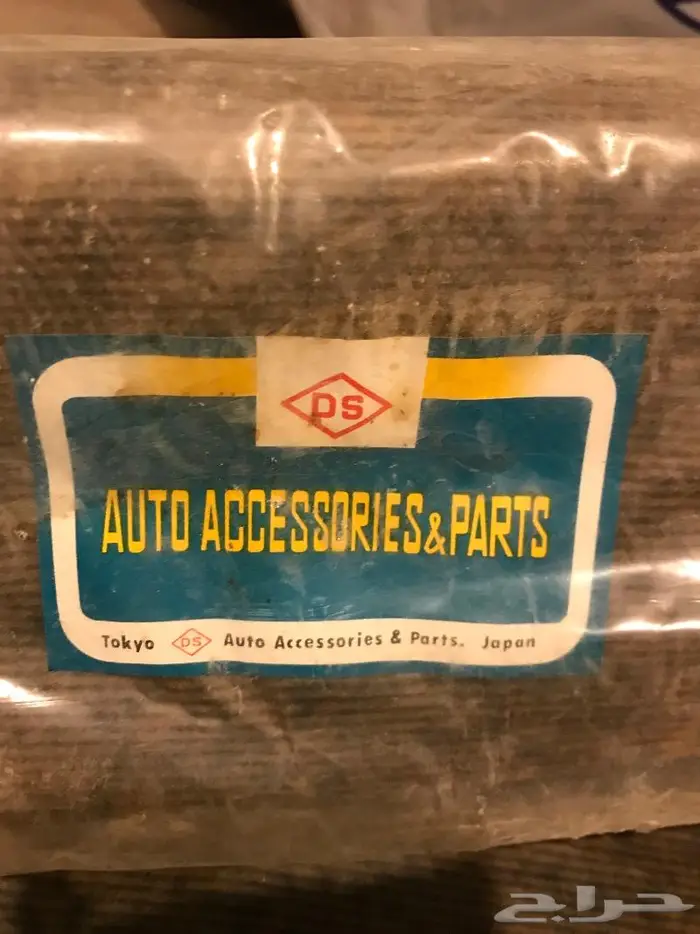 DS
AUTO ACCESSORIES & PARTS
Tokyo DS Auto Accessories & Parts. Japan
حراج